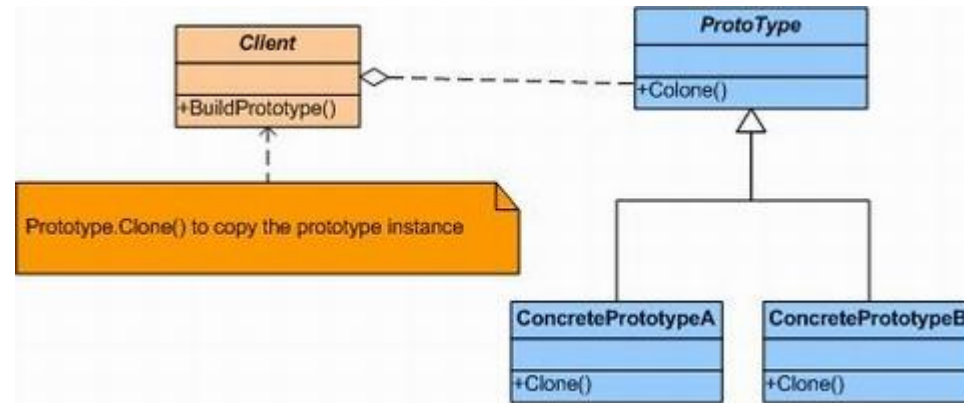 Client
+BuildPrototype()
ProtoType
+Colone()
Prototype.Clone() to copy the prototype instance
ConcretePrototypeA
+Clone()
ConcretePrototypeB
+Clone()